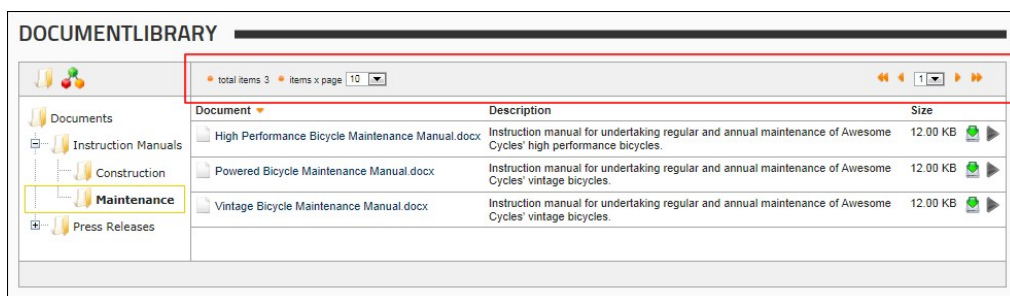 DOCUMENTLIBRARY
total items 3 items x page 10 1
Documents
Instruction Manuals
Construction
Maintenance
Press Releases
Document Description Size
High Performance Bicycle Maintenance Manual.docx Instruction manual for undertaking regular and annual maintenance of Awesome 12.00 KB
Cycles' high performance bicycles.
Powered Bicycle Maintenance Manual.docx Instruction manual for undertaking regular and annual maintenance of Awesome 12.00 KB
Cycles' vintage bicycles.
Vintage Bicycle Maintenance Manual.docx Instruction manual for undertaking regular and annual maintenance of Awesome 12.00 KB
Cycles' vintage bicycles.